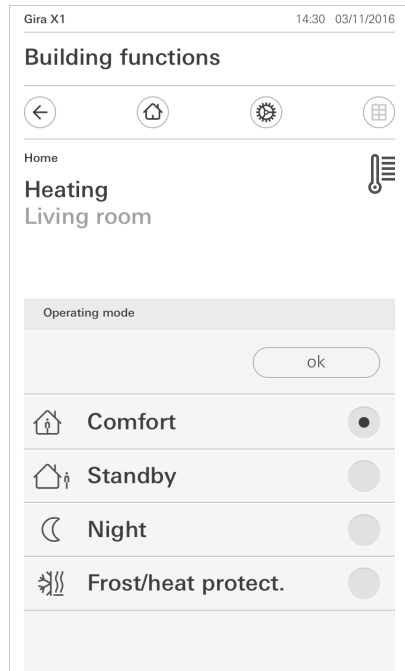 Gira X1 14:30 03/11/2016
Building functions
Home
Heating
Living room
Operating mode
ok
Comfort
Standby
Night
Frost/heat protect.